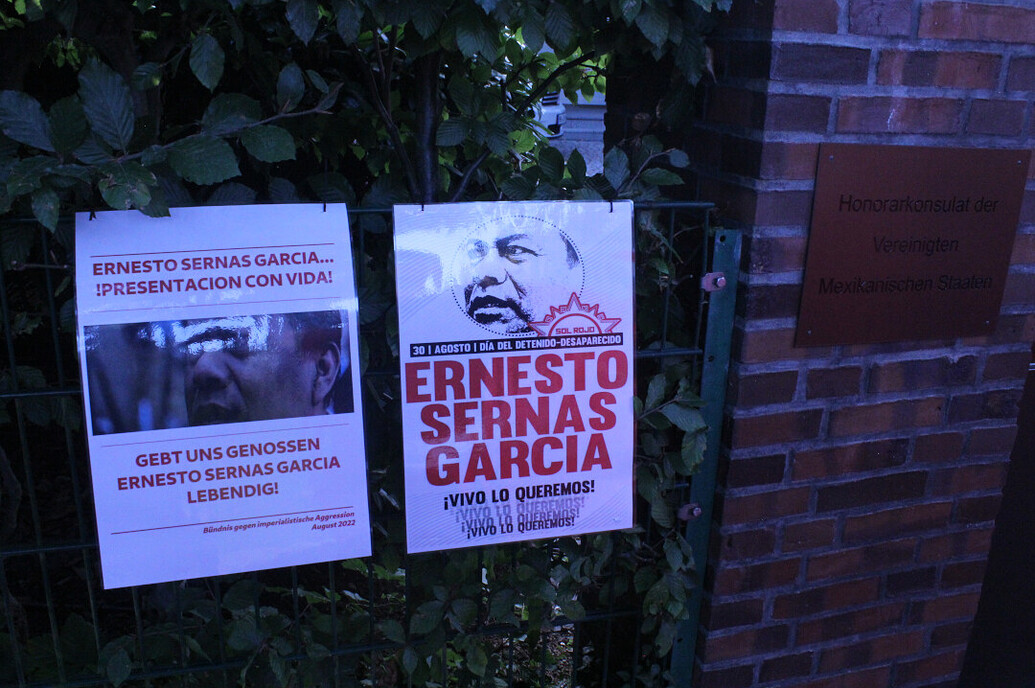 ERNESTO SERNAS GARCIA...
!PRESENTACION CON VIDA!
GEBT UNS GENOSSEN
ERNESTO SERNAS GARCIA
LEBENDIG!
Bündnis gegen imperialistische Aggression
August 2022
SOL ROJO
30 | AGOSTO | DÍA DEL DETENIDO-DESAPARECIDO
ERNESTO
SERNAS
GARCÍA
¡VIVO LO QUEREMOS!
¡VIVO LO QUEREMOS!
¡VIVO LO QUEREMOS!
¡VIVO LO QUEREMOS!
Honorarkonsulat der
Vereinigten
Mexikanischen Staaten